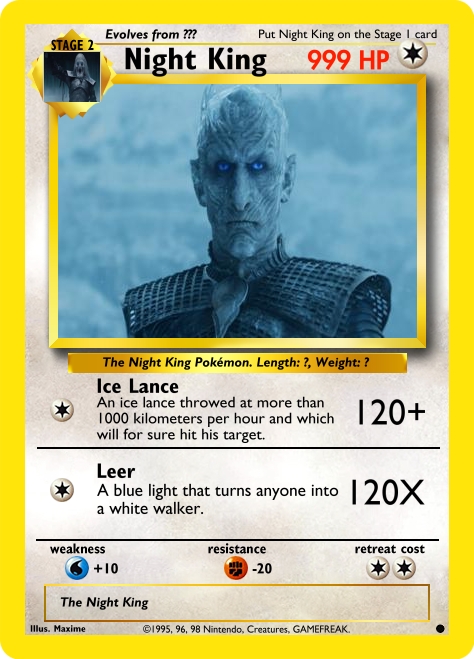 Evolves from ??? Put Night King on the Stage 1 card
STAGE 2
Night King 999 HP
The Night King Pokémon. Length: ?, Weight: ?
Ice Lance
An ice lance throwed at more than
1000 kilometers per hour and which
will for sure hit his target.
120+
Leer
A blue light that turns anyone into
a white walker.
120X
weakness resistance retreat cost
+10 -20
The Night King
Illus. Maxime ©1995, 96, 98 Nintendo, Creatures, GAMEFREAK.